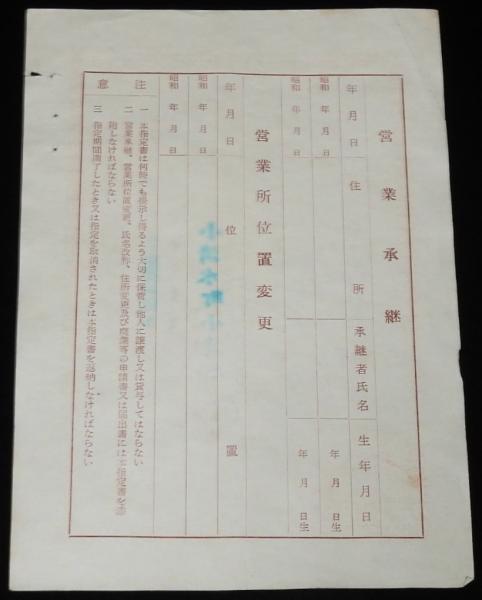 営業承継
年月日 住所 承継者氏名 生年月日
昭和 年 月 日 年 月 日生
昭和 年 月 日 年 月 日生
営業所位置変更
年月日 位置
昭和 年 月 日
昭和 年 月 日
注意
一 本指定書は何時でも提示し得るよう大切に保管し他人に譲渡し又は貸与してはならない
二 営業承継、営業所位置変更、氏名改称、住所変更及び廃業等の申請書又は届出書には本指定書を添
附しなければならない
三 指定期間満了したとき又は指定を取消されたときは本指定書を返納しなければならない